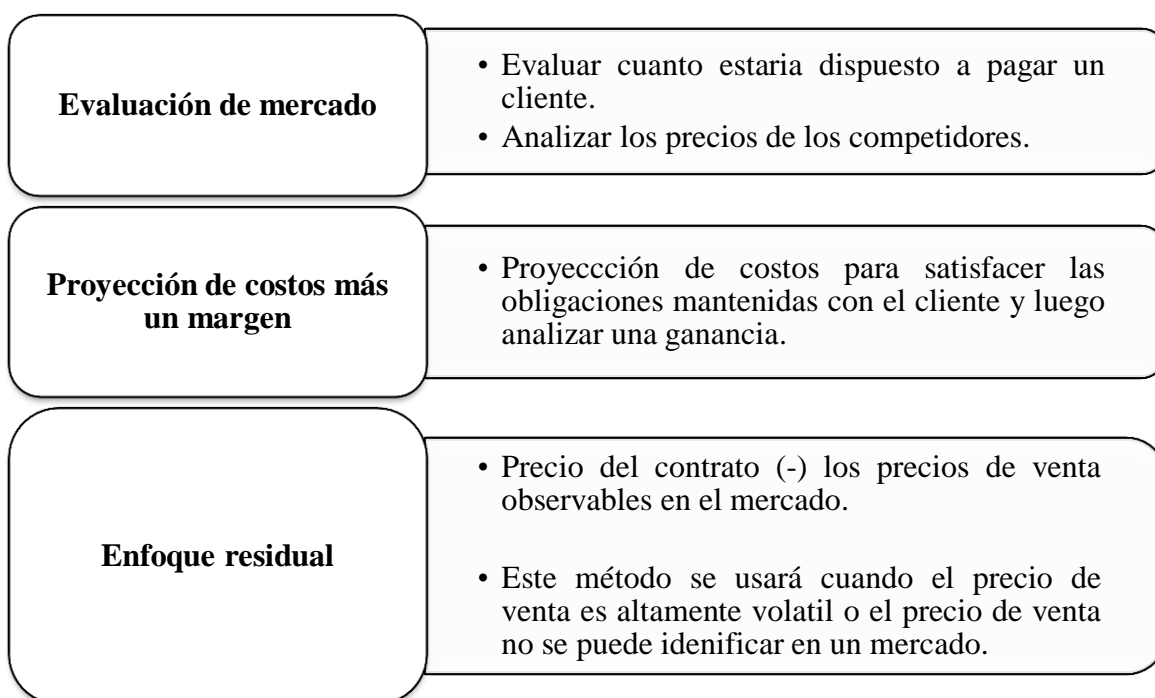 Evaluación de mercado
• Evaluar cuanto estaria dispuesto a pagar un
cliente.
• Analizar los precios de los competidores.
Proyección de costos más
un margen
• Proyeccción de costos para satisfacer las
obligaciones mantenidas con el cliente y luego
analizar una ganancia.
Enfoque residual
• Precio del contrato (-) los precios de venta
observables en el mercado.
• Este método se usará cuando el precio de
venta es altamente volatil o el precio de venta
no se puede idenificar en un mercado.